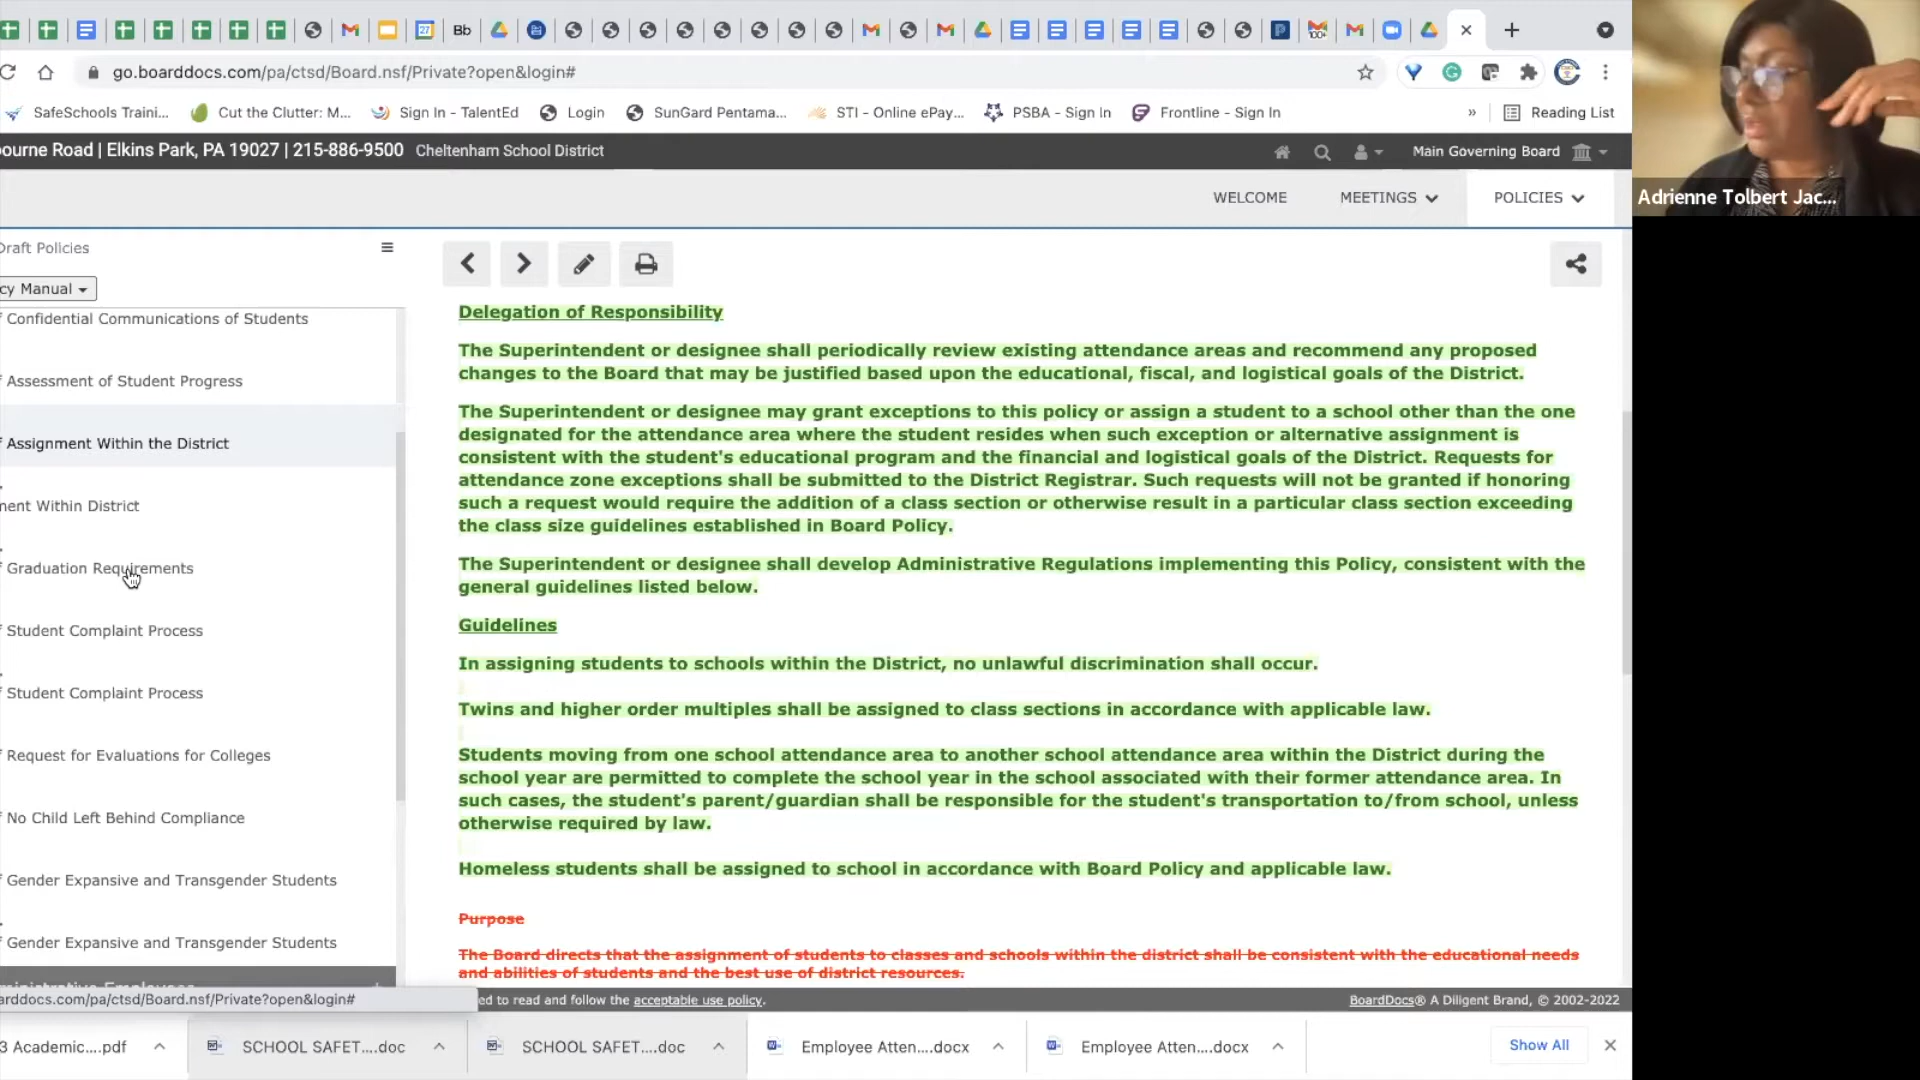 27
Bb
100+
go.boarddocs.com/pa/ctsd/Board.nsf/Private?open&login#
SafeSchools Traini...
Cut the Clutter: M...
Sign In - TalentEd
Login
SunGard Pentama...
STI - Online ePay...
PSBA - Sign In
Frontline - Sign In
»
Reading List
ourne Road | Elkins Park, PA 19027 | 215-886-9500 Cheltenham School District
Main Governing Board
WELCOME
MEETINGS
POLICIES
Adrienne Tolbert Jac...
Draft Policies
cy Manual
Confidential Communications of Students
Assessment of Student Progress
Assignment Within the District
ment Within District
Graduation Requirements
Student Complaint Process
Student Complaint Process
Request for Evaluations for Colleges
No Child Left Behind Compliance
Gender Expansive and Transgender Students
Gender Expansive and Transgender Students
arddocs.com/pa/ctsd/Board.nsf/Private?open&login#
Delegation of Responsibility
The Superintendent or designee shall periodically review existing attendance areas and recommend any proposed
changes to the Board that may be justified based upon the educational, fiscal, and logistical goals of the District.
The Superintendent or designee may grant exceptions to this policy or assign a student to a school other than the one
designated for the attendance area where the student resides when such exception or alternative assignment is
consistent with the student's educational program and the financial and logistical goals of the District. Requests for
attendance zone exceptions shall be submitted to the District Registrar. Such requests will not be granted if honoring
such a request would require the addition of a class section or otherwise result in a particular class section exceeding
the class size guidelines established in Board Policy.
The Superintendent or designee shall develop Administrative Regulations implementing this Policy, consistent with the
general guidelines listed below.
Guidelines
In assigning students to schools within the District, no unlawful discrimination shall occur.
Twins and higher order multiples shall be assigned to class sections in accordance with applicable law.
Students moving from one school attendance area to another school attendance area within the District during the
school year are permitted to complete the school year in the school associated with their former attendance area. In
such cases, the student's parent/guardian shall be responsible for the student's transportation to/from school, unless
otherwise required by law.
Homeless students shall be assigned to school in accordance with Board Policy and applicable law.
Purpose
The Board directs that the assignment of students to classes and schools within the district shall be consistent with the educational needs
and abilities of students and the best use of district resources.
ed to read and follow the acceptable use policy.
BoardDocs® A Diligent Brand, © 2002-2022
3 Academic....pdf
SCHOOL SAFET....doc
SCHOOL SAFET....doc
Employee Atten....docx
Employee Atten....docx
Show All